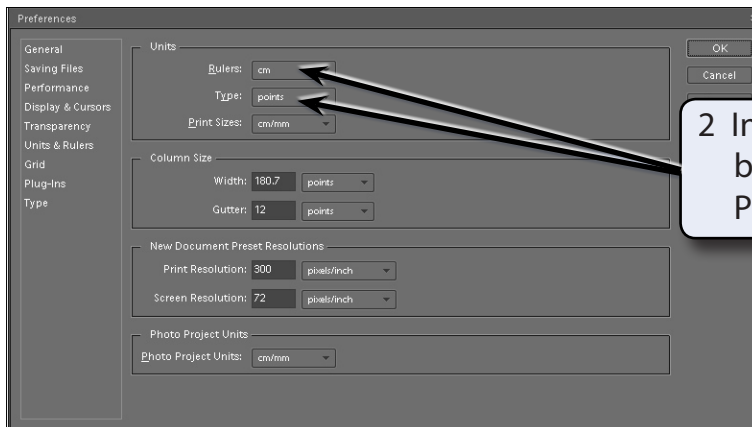 Preferences
General
Saving Files
Performance
Display & Cursors
Transparency
Units & Rulers
Grid
Plug-Ins
Type
Units
Rulers: cm
Type: points
Print Sizes: cm/mm
Column Size
Width: 180.7 points
Gutter: 12 points
New Document Preset Resolutions
Print Resolution: 300 pixels/inch
Screen Resolution: 72 pixels/inch
Photo Project Units
Photo Project Units: cm/mm
OK
Cancel
2